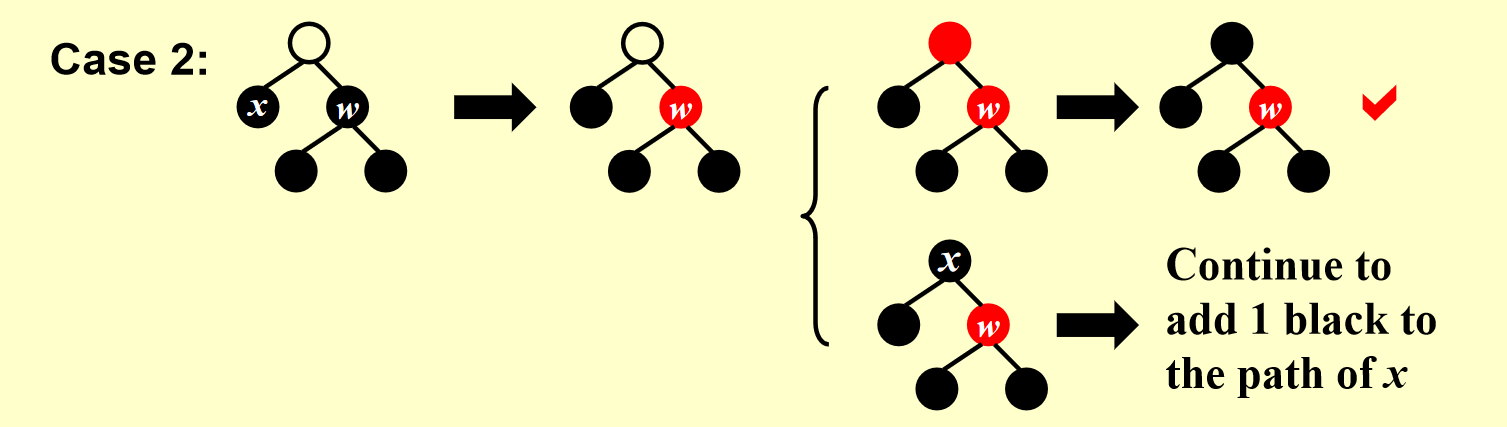 Case 2:
x
w
w
w
w
x
w
Continue to
add 1 black to
the path of x